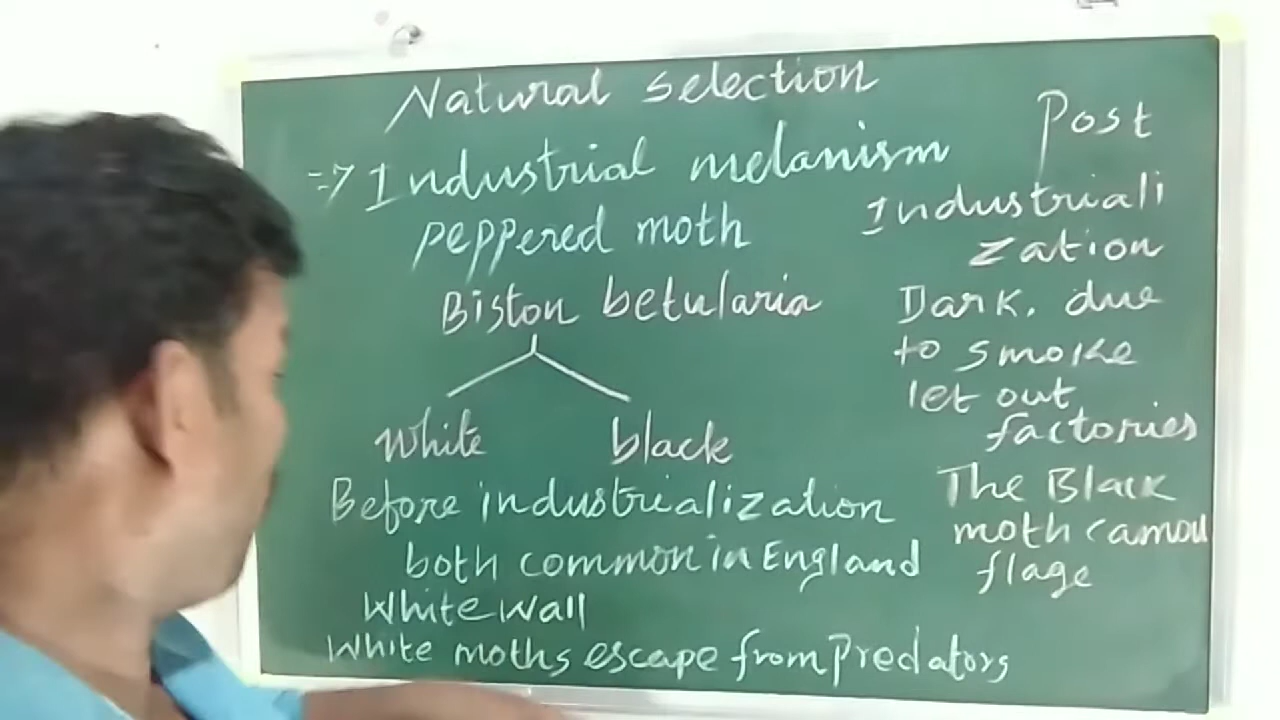 Natural selection
=> Industrial melanism
peppered moth
Biston betularia
white black
Before industrialization
both common in England
White wall
White moths escape from predators
Post
Industriali
zation
Dark. due
to smoke
let out
factories
The Black
moth camou
flage